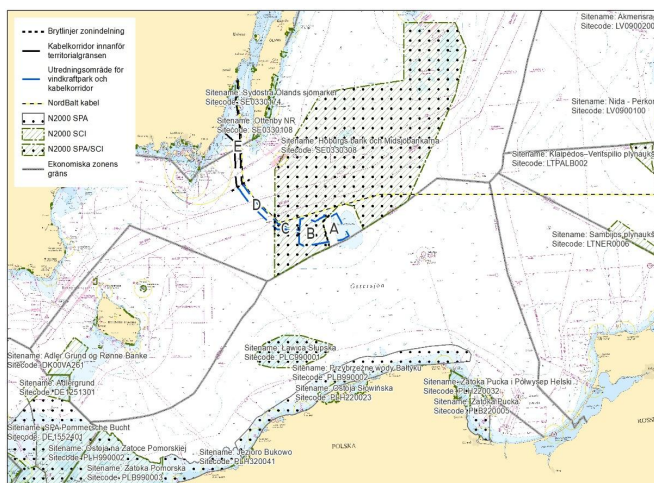 Brytlinjer zonindelning
Kabelkorridor innanför
territorialgränsen
Utredningsområde för
vindkraftpark och
kabelkorridor
NordBalt kabel
N2000 SPA
N2000 SCI
N2000 SPA/SCI
Ekonomiska zonens
gräns
Sitename: Akmensrag
Sitecode: LV0900200
Sitename: Sydöstra Ölands sjömarker
Sitecode: SE0330174
Sitename: Nida - Perkon
Sitecode: LV0900100
Sitename: Ottenby NR
Sitecode: SE0330108
Sitename: Hoburgs bank och Midsjöbankarna
Sitecode: SE0330308
Sitename: Klaipėdos–Ventspilio plynaukš
Sitecode: LTPALB002
E
D
C
B
A
Sitename: Sambijos plynaukš
Sitecode: LTNER0006
Östersjön
Sitename: Ławica Słupska
Sitecode: PLC990001
Sitename: Adler Grund og Rønne Banke
Sitecode: DK00VA261
Sitename: Przybrzeżne wody Bałtyku
Sitecode: PLB990002
Sitename: Adlergrund
Sitecode: DE1251301
Sitename: Ostoja Słowińska
Sitecode: PLH220023
Sitename: Zatoka Pucka i Półwysep Helski
Sitecode: PLH220032
Sitename: Zatoka Pucka
Sitecode: PLB220005
Sitename: SPA Pommersche Bucht
Sitecode: DE1552401
Sitename: Ostoja na Zatoce Pomorskiej
Sitecode: PLH990002
Sitename: Jezioro Bukowo
Sitecode: PLH320041
Sitename: Zatoka Pomorska
Sitecode: PLB990003
POLSKA